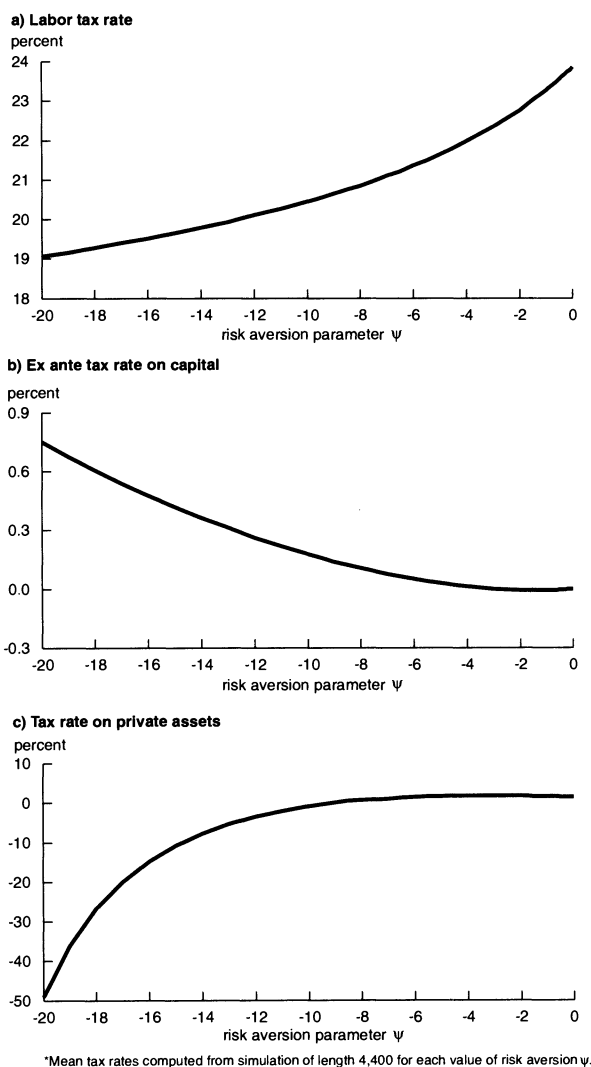 a) Labor tax rate
percent
24
23
22
21
20
19
18
-20 -18 -16 -14 -12 -10 -8 -6 -4 -2 0
risk aversion parameter ψ
b) Ex ante tax rate on capital
percent
0.9
0.6
0.3
0.0
-0.3
-20 -18 -16 -14 -12 -10 -8 -6 -4 -2 0
risk aversion parameter ψ
c) Tax rate on private assets
percent
10
0
-10
-20
-30
-40
-50
-20 -18 -16 -14 -12 -10 -8 -6 -4 -2 0
risk aversion parameter ψ
*Mean tax rates computed from simulation of length 4,400 for each value of risk aversion ψ.